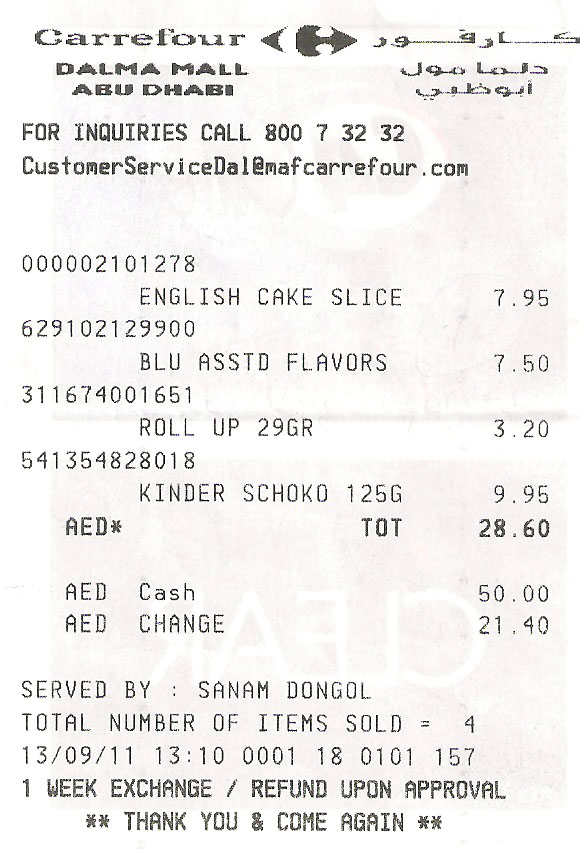 Carrefour كارفور
DALMA MALL دلما مول
ABU DHABI أبوظبي
FOR INQUIRIES CALL 800 7 32 32
CustomerServiceDal@mafcarrefour.com
000002101278
ENGLISH CAKE SLICE 7.95
629102129900
BLU ASSTD FLAVORS 7.50
311674001651
ROLL UP 29GR 3.20
541354828018
KINDER SCHOKO 125G 9.95
AED* TOT 28.60
AED Cash 50.00
AED CHANGE 21.40
SERVED BY : SANAM DONGOL
TOTAL NUMBER OF ITEMS SOLD = 4
13/09/11 13:10 0001 18 0101 157
1 WEEK EXCHANGE / REFUND UPON APPROVAL
** THANK YOU & COME AGAIN **